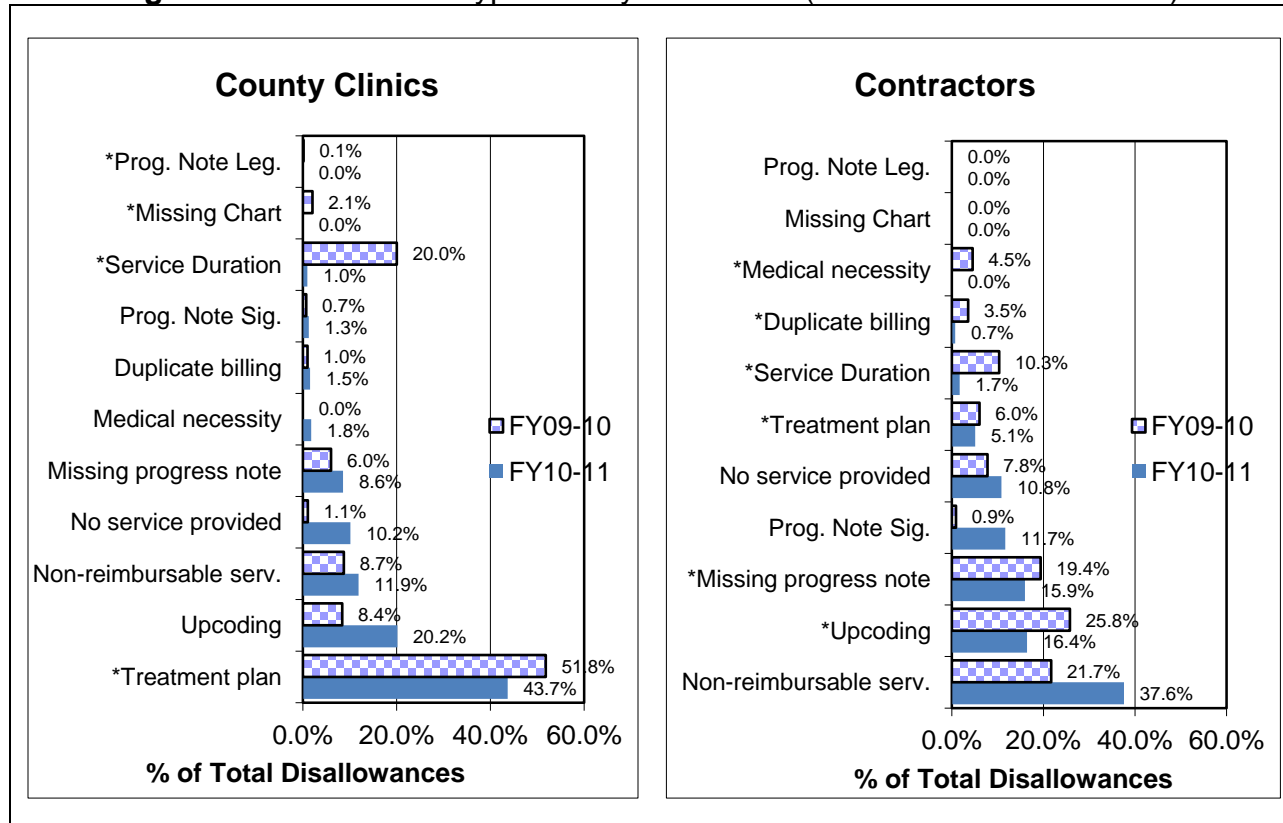 County Clinics
*Prog. Note Leg.
0.1%
0.0%
*Missing Chart
2.1%
0.0%
*Service Duration
20.0%
1.0%
Prog. Note Sig.
0.7%
1.3%
Duplicate billing
1.0%
1.5%
Medical necessity
0.0%
1.8%
Missing progress note
6.0%
8.6%
No service provided
1.1%
10.2%
Non-reimbursable serv.
8.7%
11.9%
Upcoding
8.4%
20.2%
*Treatment plan
51.8%
43.7%
FY09-10
FY10-11
0.0% 20.0% 40.0% 60.0%
% of Total Disallowances
Contractors
Prog. Note Leg.
0.0%
0.0%
Missing Chart
0.0%
0.0%
*Medical necessity
4.5%
0.0%
*Duplicate billing
3.5%
0.7%
*Service Duration
10.3%
1.7%
*Treatment plan
6.0%
5.1%
No service provided
7.8%
10.8%
Prog. Note Sig.
0.9%
11.7%
*Missing progress note
19.4%
15.9%
*Upcoding
25.8%
16.4%
Non-reimbursable serv.
21.7%
37.6%
FY09-10
FY10-11
0.0% 20.0% 40.0% 60.0%
% of Total Disallowances